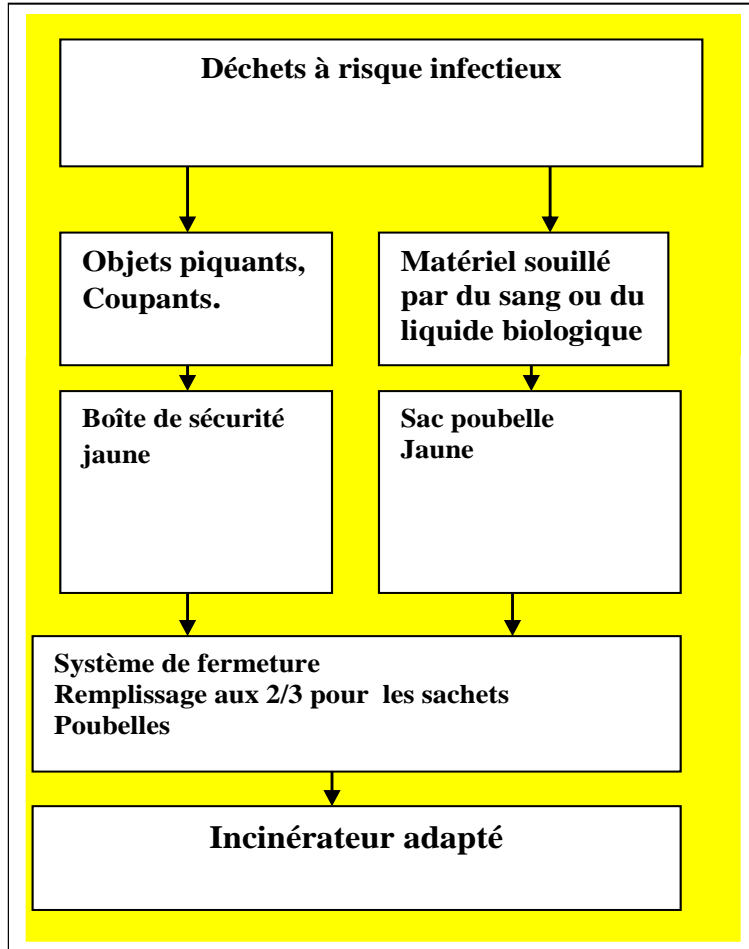 Déchets à risque infectieux
Objets piquants,
Coupants.
Matériel souillé
par du sang ou du
liquide biologique
Boîte de sécurité
jaune
Sac poubelle
Jaune
Système de fermeture
Remplissage aux 2/3 pour  les sachets
Poubelles
Incinérateur adapté